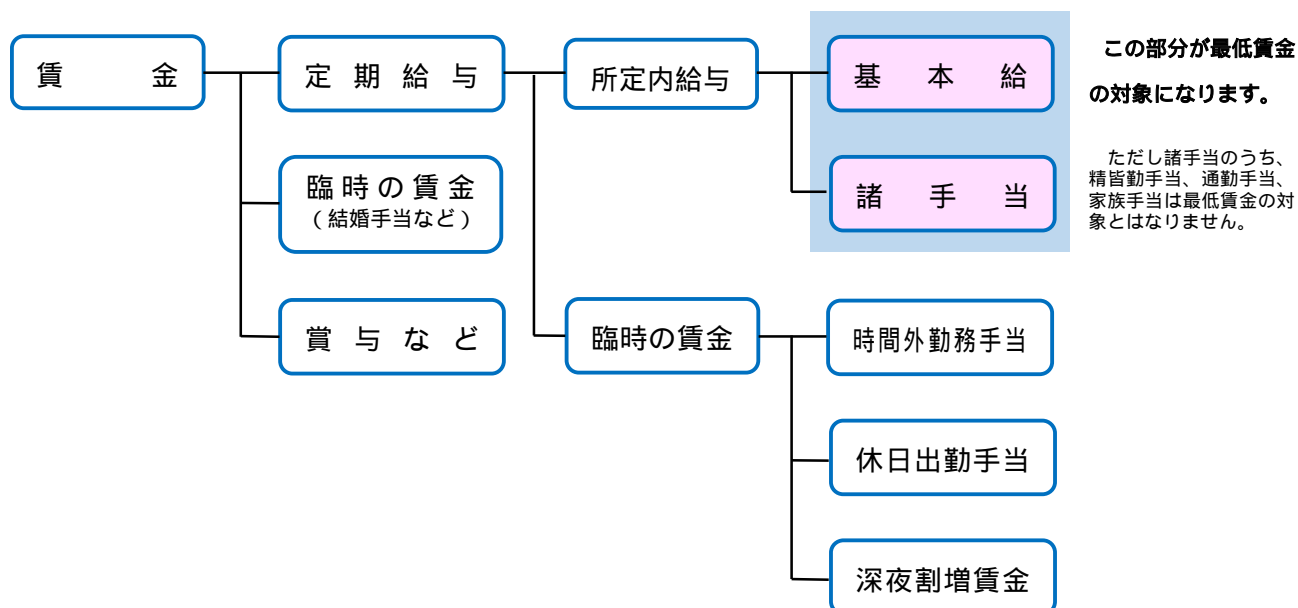 賃金
定期給与
所定内給与
基本給
この部分が最低賃金
の対象になります。
臨時の賃金
(結婚手当など)
諸手当
ただし諸手当のうち、
精皆勤手当、通勤手当、
家族手当は最低賃金の対
象とはなりません。
賞与など
臨時の賃金
時間外勤務手当
休日出勤手当
深夜割増賃金